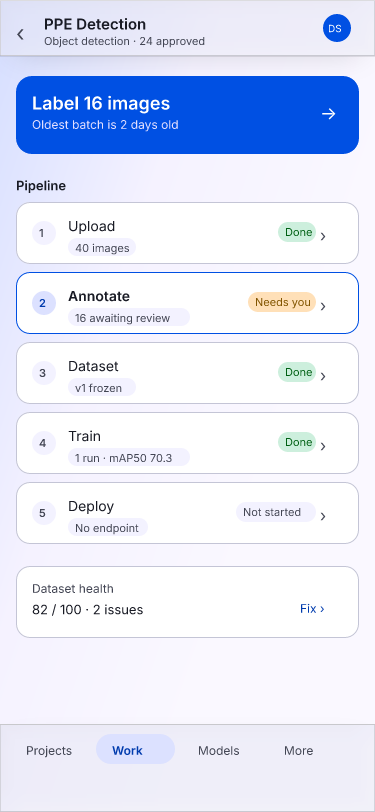 PPE Detection
Object detection · 24 approved
DS
Label 16 images
Oldest batch is 2 days old
→
Pipeline
1
Upload
40 images
Done ›
2
Annotate
16 awaiting review
Needs you ›
3
Dataset
v1 frozen
Done ›
4
Train
1 run · mAP50 70.3
Done ›
5
Deploy
No endpoint
Not started ›
Dataset health
82 / 100 · 2 issues
Fix ›
Projects Work Models More